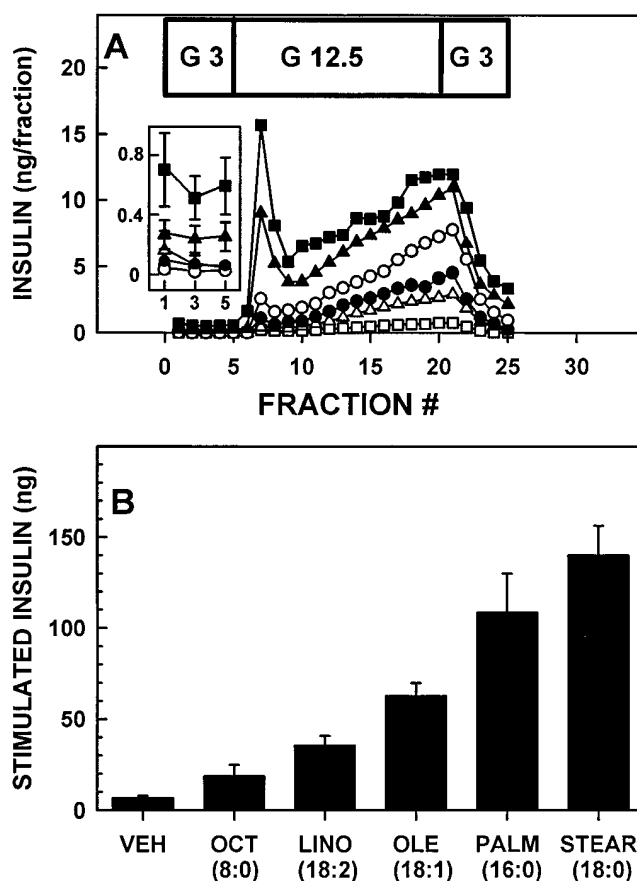 A
G 3 G 12.5 G 3
INSULIN (ng/fraction)
20
15
10
5
0
0.8
0.4
0
1 3 5
0 5 10 15 20 25 30
FRACTION #
B
STIMULATED INSULIN (ng)
150
100
50
0
VEH OCT LINO OLE PALM STEAR
(8:0) (18:2) (18:1) (16:0) (18:0)